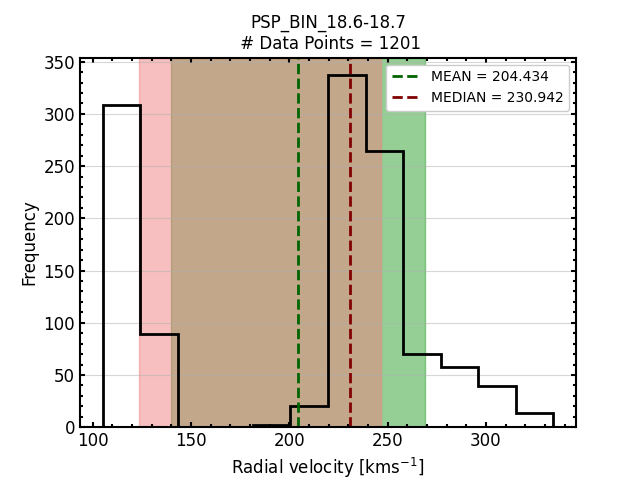 PSP_BIN_18.6-18.7
# Data Points = 1201
MEAN = 204.434
MEDIAN = 230.942
Frequency
350
300
250
200
150
100
50
0
100 150 200 250 300
Radial velocity [kms⁻¹]